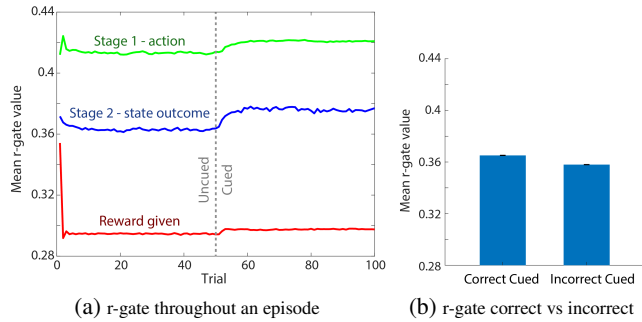 0.44
Stage 1 - action
0.4
Stage 2 - state outcome
0.36
Uncued
Cued
0.32
Reward given
0.28
0 20 40 60 80 100
Trial
Mean r-gate value
(a) r-gate throughout an episode
0.44
0.4
0.36
0.32
0.28
Mean r-gate value
Correct Cued Incorrect Cued
(b) r-gate correct vs incorrect